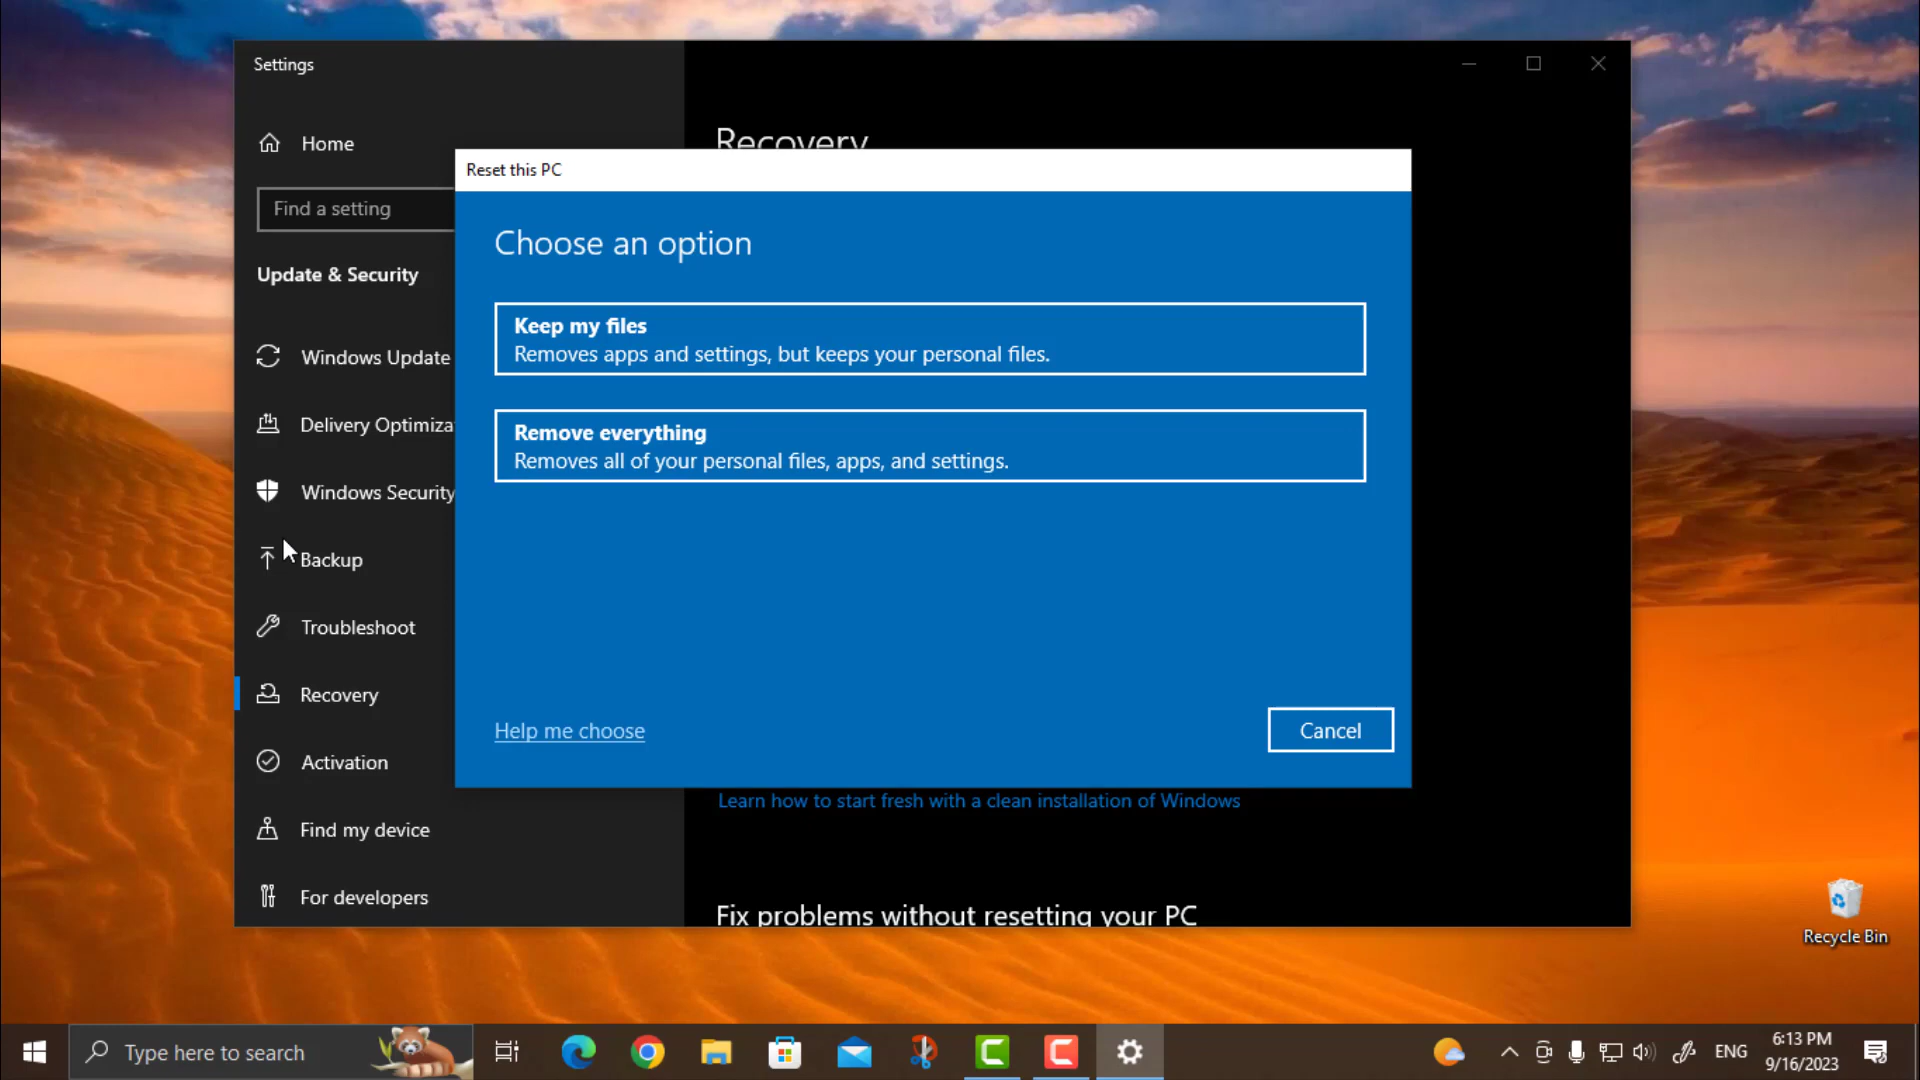 Settings
Home
Find a setting
Update & Security
Windows Update
Delivery Optimiza
Windows Security
Backup
Troubleshoot
Recovery
Activation
Find my device
For developers
Recovery
Reset this PC
Choose an option
Keep my files
Removes apps and settings, but keeps your personal files.
Remove everything
Removes all of your personal files, apps, and settings.
Help me choose
Cancel
Learn how to start fresh with a clean installation of Windows
Fix problems without resetting your PC
Recycle Bin
Type here to search
ENG
6:13 PM
9/16/2023